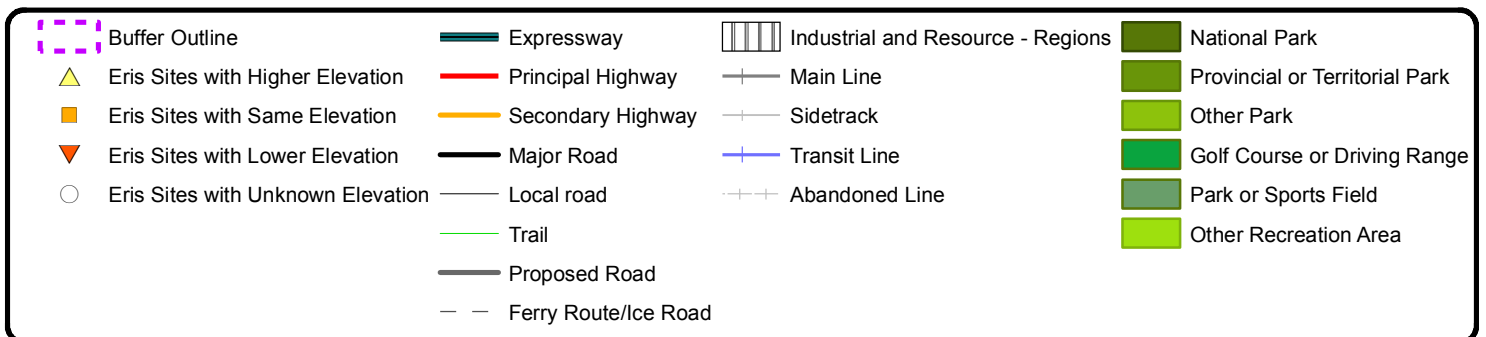 Buffer Outline
Eris Sites with Higher Elevation
Eris Sites with Same Elevation
Eris Sites with Lower Elevation
Eris Sites with Unknown Elevation
Expressway
Principal Highway
Secondary Highway
Major Road
Local road
Trail
Proposed Road
Ferry Route/Ice Road
Industrial and Resource - Regions
Main Line
Sidetrack
Transit Line
Abandoned Line
National Park
Provincial or Territorial Park
Other Park
Golf Course or Driving Range
Park or Sports Field
Other Recreation Area